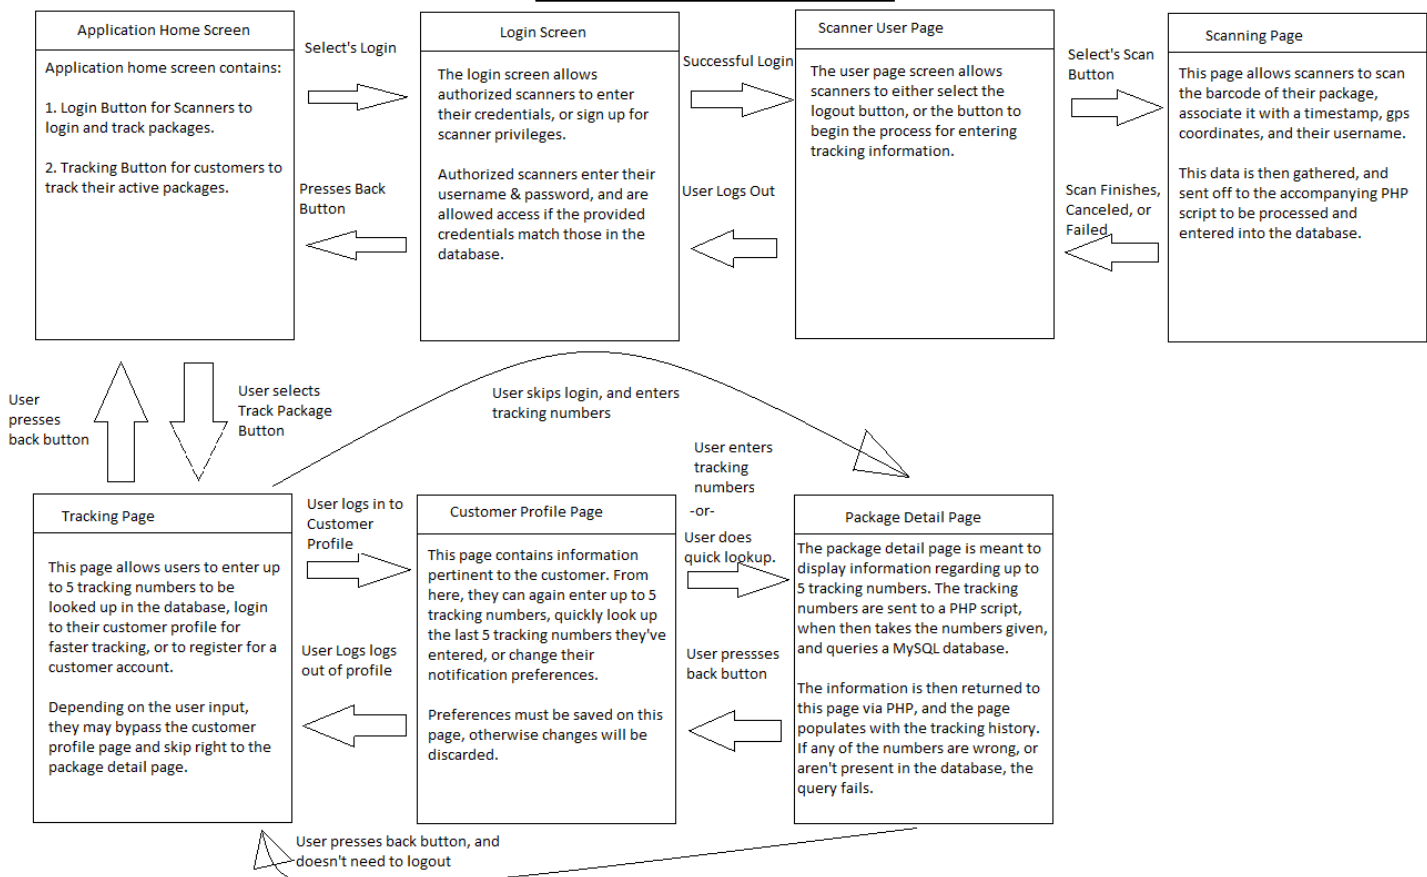 Application Home Screen
Application home screen contains:
1. Login Button for Scanners to
login and track packages.
2. Tracking Button for customers to
track their active packages.
Select's Login
Presses Back
Button
Login Screen
The login screen allows
authorized scanners to enter
their credentials, or sign up for
scanner privileges.
Authorized scanners enter their
username & password, and are
allowed access if the provided
credentials match those in the
database.
Successful Login
User Logs Out
Scanner User Page
The user page screen allows
scanners to either select the
logout button, or the button to
begin the process for entering
tracking information.
Select's Scan
Button
Scan Finishes,
Canceled, or
Failed
Scanning Page
This page allows scanners to scan
the barcode of their package,
associate it with a timestamp, gps
coordinates, and their username.
This data is then gathered, and
sent off to the accompanying PHP
script to be processed and
entered into the database.
User
presses
back button
User selects
Track Package
Button
User skips login, and enters
tracking numbers
Tracking Page
This page allows users to enter up
to 5 tracking numbers to be
looked up in the database, login
to their customer profile for
faster tracking, or to register for a
customer account.
Depending on the user input,
they may bypass the customer
profile page and skip right to the
package detail page.
User logs in to
Customer
Profile
User Logs logs
out of profile
Customer Profile Page
This page contains information
pertinent to the customer. From
here, they can again enter up to 5
tracking numbers, quickly look up
the last 5 tracking numbers they've
entered, or change their
notification preferences.
Preferences must be saved on this
page, otherwise changes will be
discarded.
User enters
tracking
numbers
-or-
User does
quick lookup.
User pressses
back button
Package Detail Page
The package detail page is meant to
display information regarding up to
5 tracking numbers. The tracking
numbers are sent to a PHP script,
when then takes the numbers given,
and queries a MySQL database.
The information is then returned to
this page via PHP, and the page
populates with the tracking history.
If any of the numbers are wrong, or
aren't present in the database, the
query fails.
User presses back button, and
doesn't need to logout